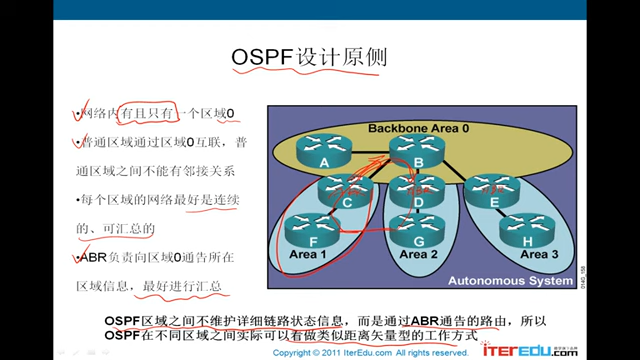 OSPF设计原侧
•网络内有且只有一个区域0
•普通区域通过区域0互联，普
通区域之间不能有邻接关系
•每个区域的网络最好是连续
的、可汇总的
•ABR负责向区域0通告所在
区域信息，最好进行汇总
Backbone Area 0
A
B
C
D
E
F
G
H
Area 1
Area 2
Area 3
Autonomous System
OSPF区域之间不维护详细链路状态信息，而是通过ABR通告的路由，所以
OSPF在不同区域之间实际可以看做类似距离矢量型的工作方式
Copyright © 2011 IterEdu.com All rights reserved
iTEREDU.com